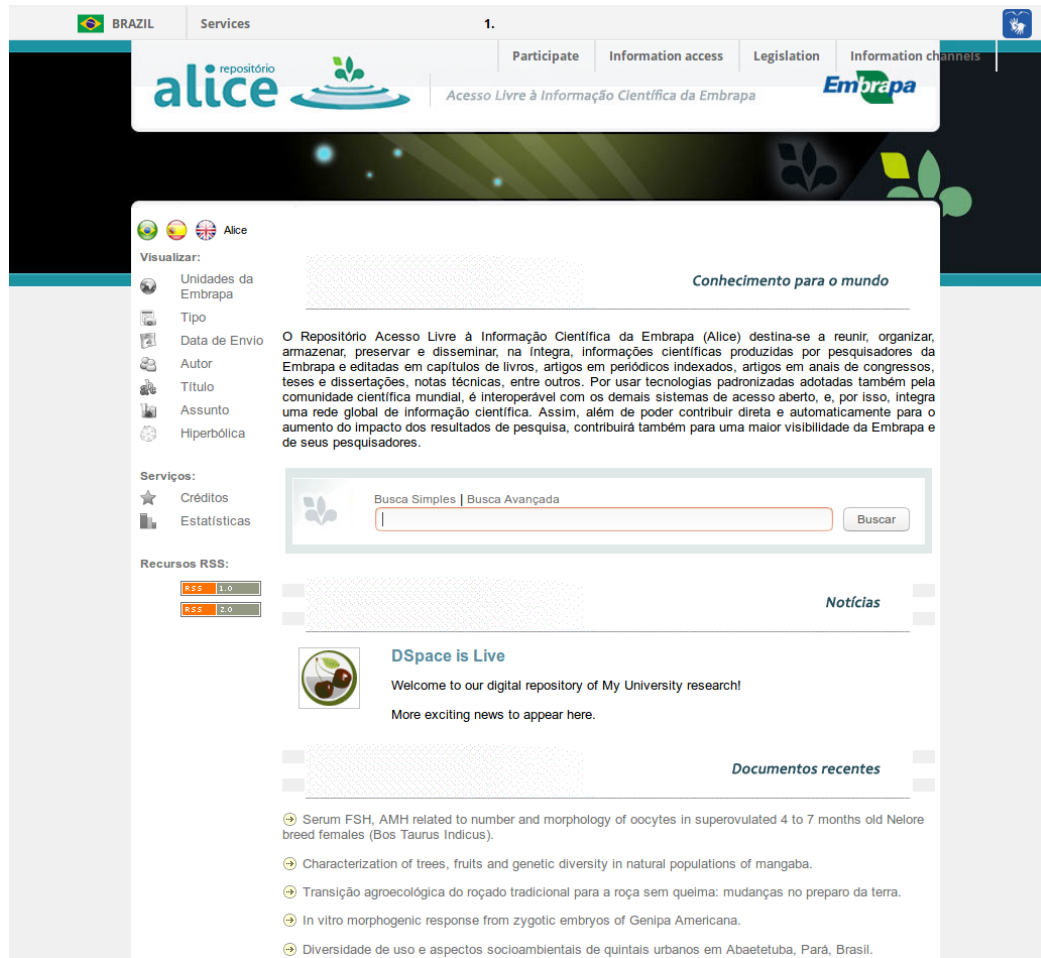 BRAZIL Services 1.
Participate Information access Legislation Information channels
repositório
alice
Acesso Livre à Informação Científica da Embrapa
Embrapa
Alice
Visualizar:
Unidades da
Embrapa
Tipo
Data de Envio
Autor
Título
Assunto
Hiperbólica
Serviços:
Créditos
Estatísticas
Recursos RSS:
RSS 1.0
RSS 2.0
Conhecimento para o mundo
O Repositório Acesso Livre à Informação Científica da Embrapa (Alice) destina-se a reunir, organizar,
armazenar, preservar e disseminar, na íntegra, informações científicas produzidas por pesquisadores da
Embrapa e editadas em capítulos de livros, artigos em periódicos indexados, artigos em anais de congressos,
teses e dissertações, notas técnicas, entre outros. Por usar tecnologias padronizadas adotadas também pela
comunidade científica mundial, é interoperável com os demais sistemas de acesso aberto, e, por isso, integra
uma rede global de informação científica. Assim, além de poder contribuir direta e automaticamente para o
aumento do impacto dos resultados de pesquisa, contribuirá também para uma maior visibilidade da Embrapa e
de seus pesquisadores.
Busca Simples | Busca Avançada
Buscar
Notícias
DSpace is Live
Welcome to our digital repository of My University research!
More exciting news to appear here.
Documentos recentes
Serum FSH, AMH related to number and morphology of oocytes in superovulated 4 to 7 months old Nelore
breed females (Bos Taurus Indicus).
Characterization of trees, fruits and genetic diversity in natural populations of mangaba.
Transição agroecológica do roçado tradicional para a roça sem queima: mudanças no preparo da terra.
In vitro morphogenic response from zygotic embryos of Genipa Americana.
Diversidade de uso e aspectos socioambientais de quintais urbanos em Abaetetuba, Pará, Brasil.